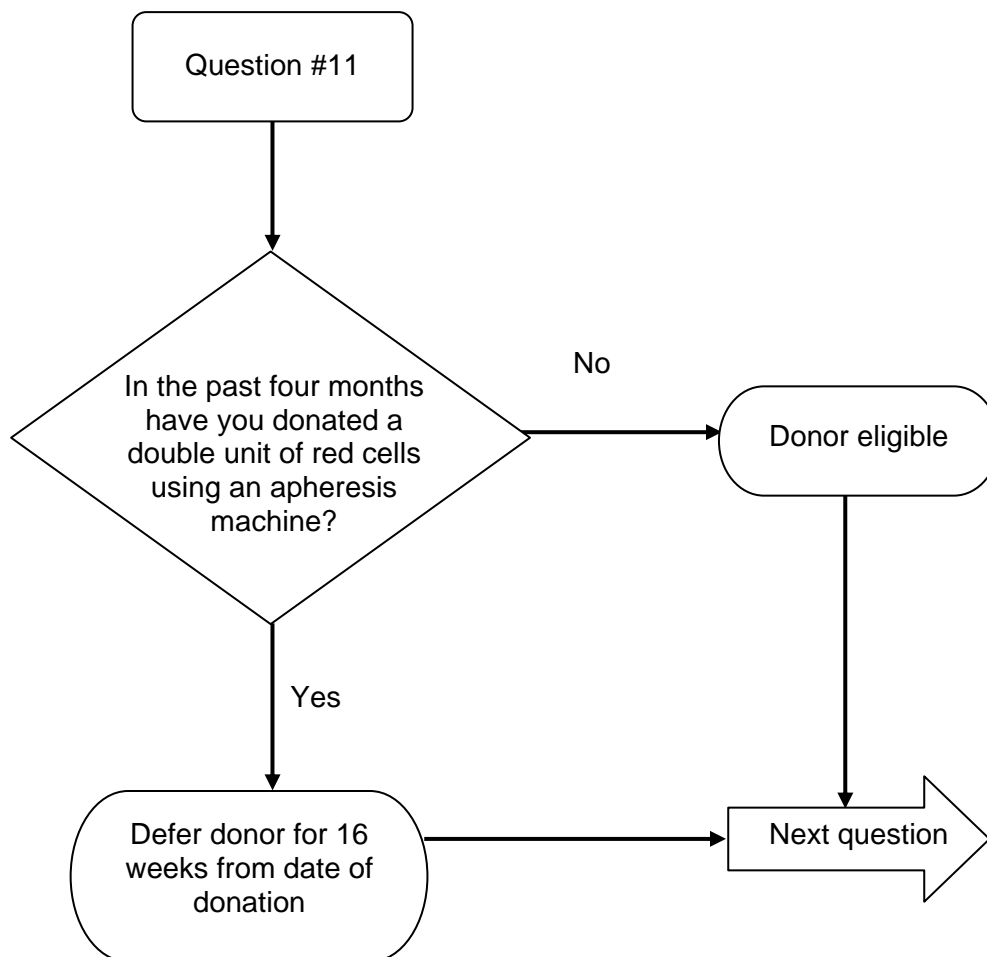 Question #11
In the past four months
have you donated a
double unit of red cells
using an apheresis
machine?
No
Donor eligible
Yes
Defer donor for 16
weeks from date of
donation
Next question